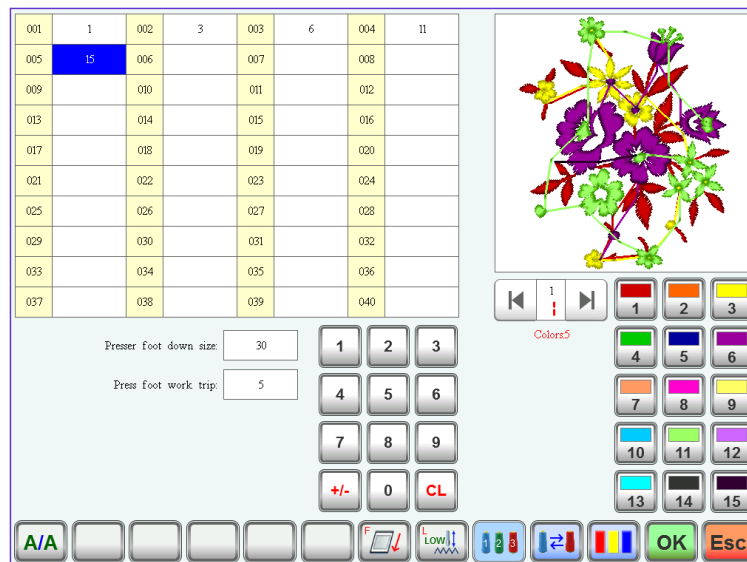 001 1 002 3 003 6 004 11
005 15 006 007 008
009 010 011 012
013 014 015 016
017 018 019 020
021 022 023 024
025 026 027 028
029 030 031 032
033 034 035 036
037 038 039 040
1
Colors:5
1 2 3
4 5 6
7 8 9
10 11 12
13 14 15
Presser foot down size: 30
Press foot work trip: 5
1 2 3
4 5 6
7 8 9
+/- 0 CL
A/A F L LOW 1 2 3 OK Esc